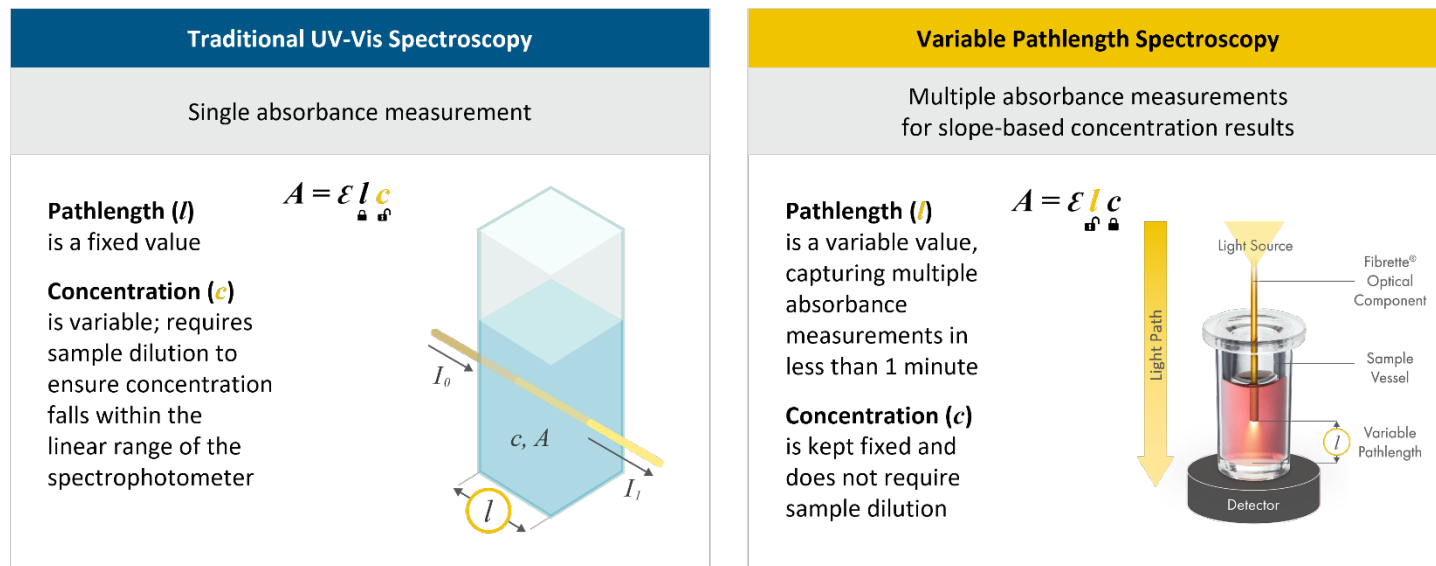 Traditional UV-Vis Spectroscopy
Single absorbance measurement
A = ε l c
Pathlength (l)
is a fixed value
Concentration (c)
is variable; requires
sample dilution to
ensure concentration
falls within the
linear range of the
spectrophotometer
I0
c, A
I1
l
Variable Pathlength Spectroscopy
Multiple absorbance measurements
for slope-based concentration results
A = ε l c
Pathlength (l)
is a variable value,
capturing multiple
absorbance
measurements in
less than 1 minute
Concentration (c)
is kept fixed and
does not require
sample dilution
Light Path
Light Source
Fibrette®
Optical
Component
Sample
Vessel
l
Variable
Pathlength
Detector